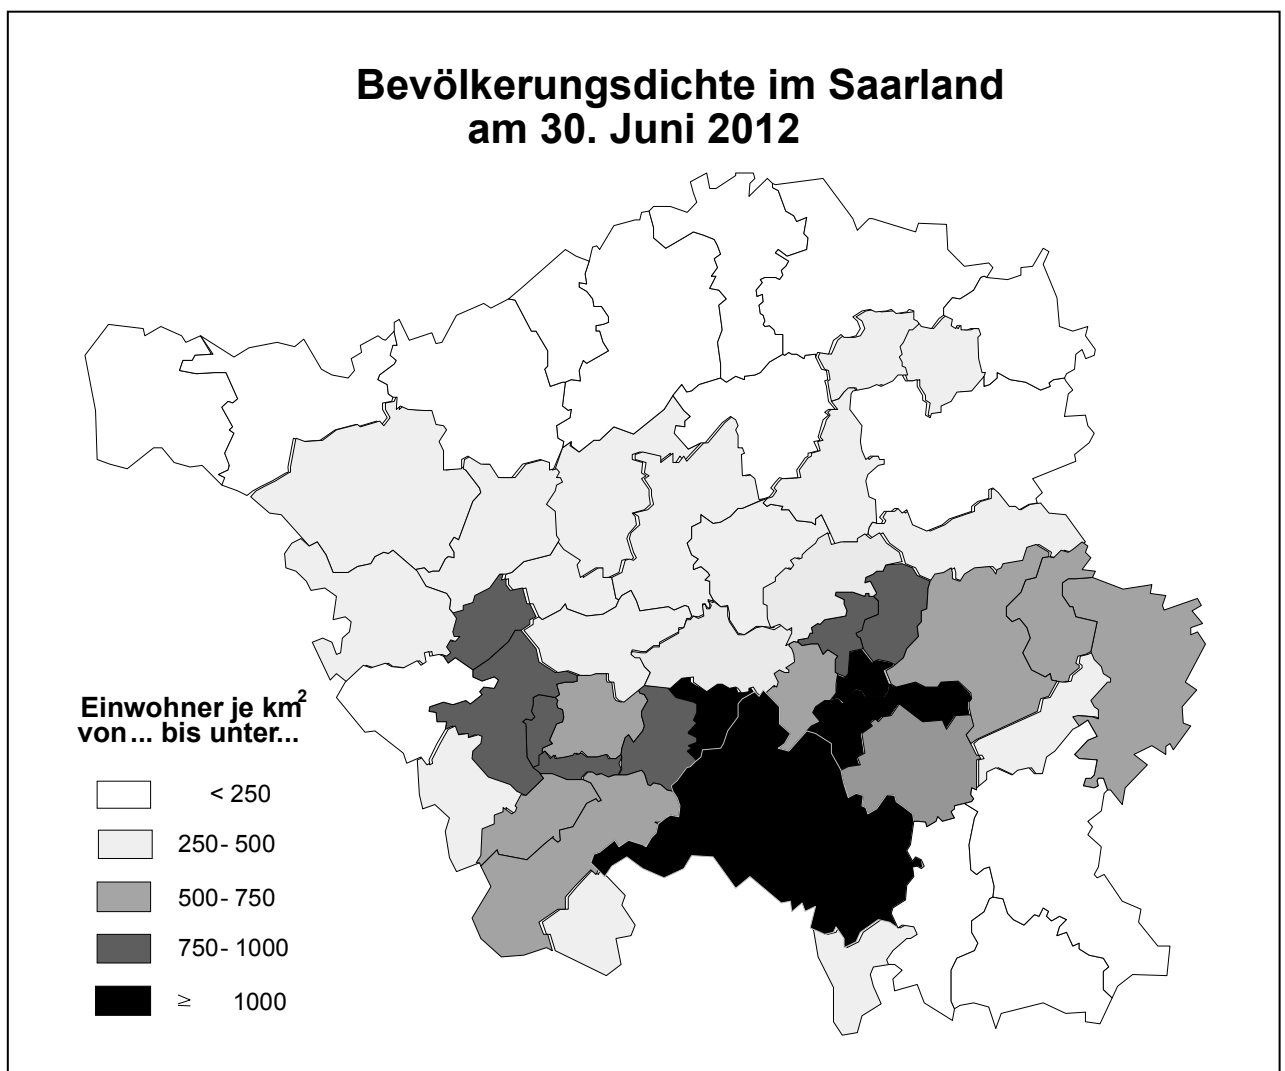 Bevölkerungsdichte im Saarland
am 30. Juni 2012
Einwohner je km²
von ... bis unter...
< 250
250 - 500
500 - 750
750 - 1000
≥ 1000